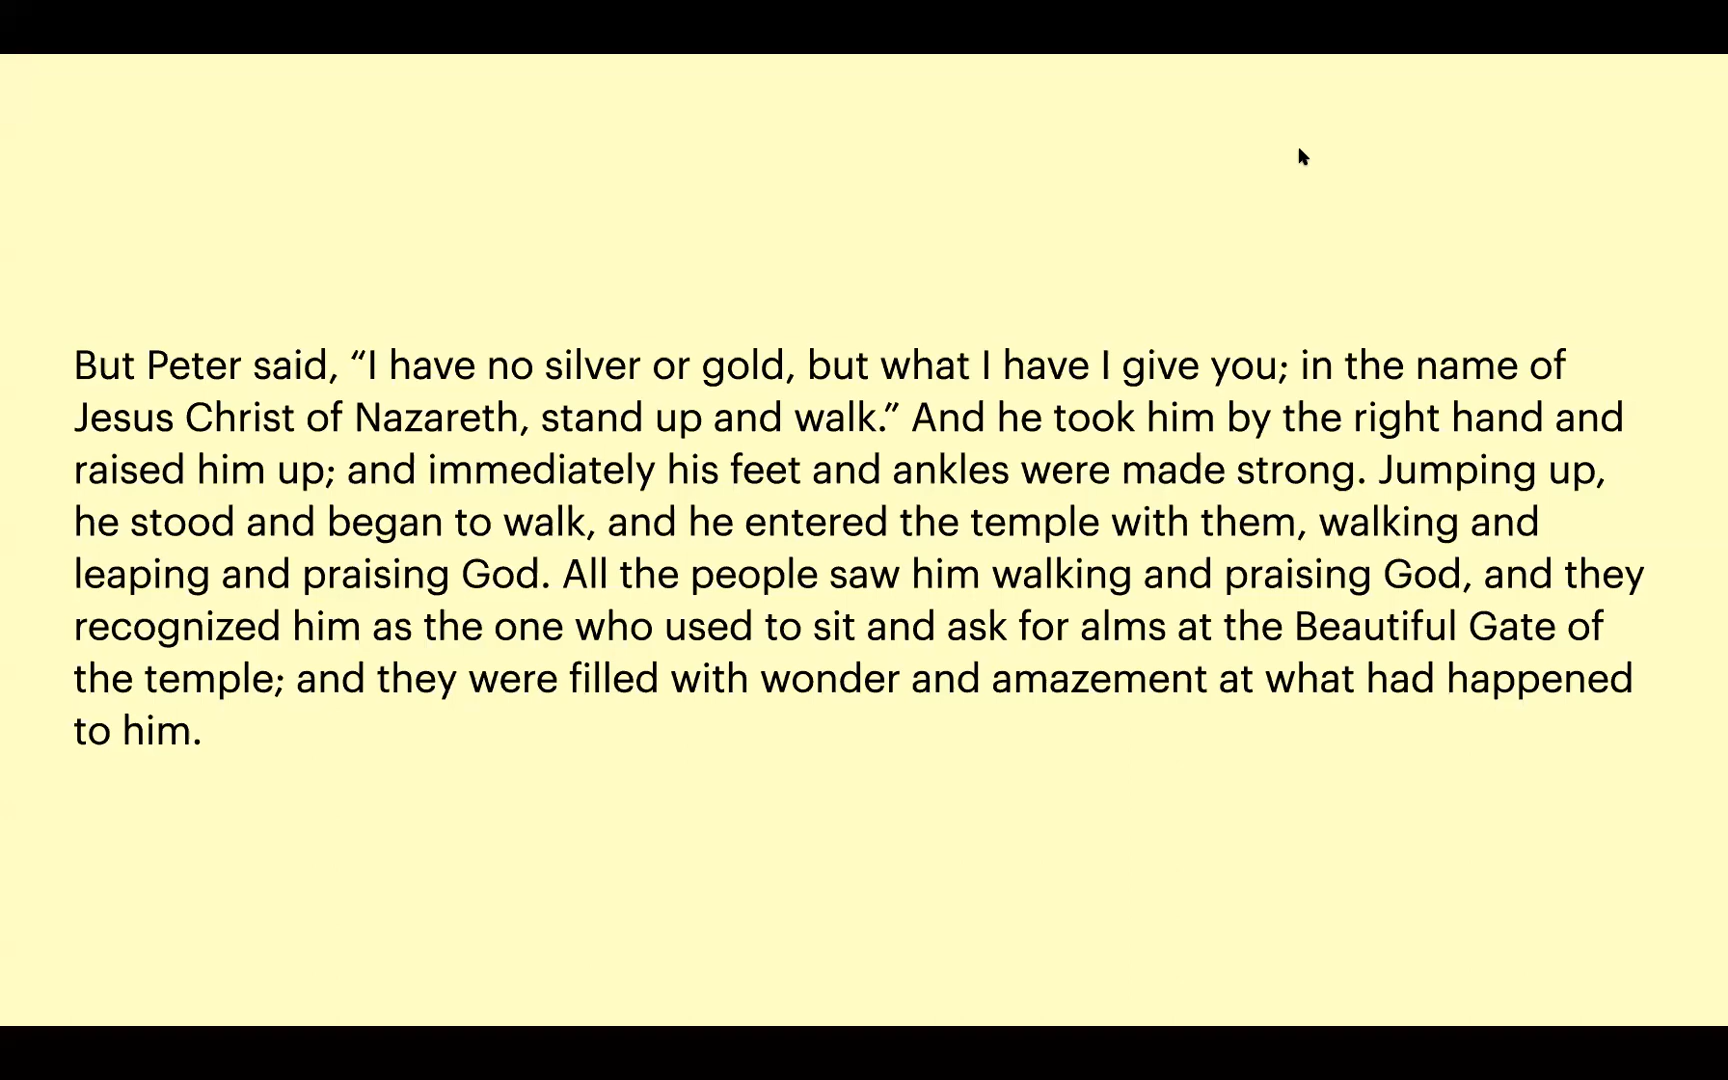 But Peter said, “I have no silver or gold, but what I have I give you; in the name of
Jesus Christ of Nazareth, stand up and walk.” And he took him by the right hand and
raised him up; and immediately his feet and ankles were made strong. Jumping up,
he stood and began to walk, and he entered the temple with them, walking and
leaping and praising God. All the people saw him walking and praising God, and they
recognized him as the one who used to sit and ask for alms at the Beautiful Gate of
the temple; and they were filled with wonder and amazement at what had happened
to him.